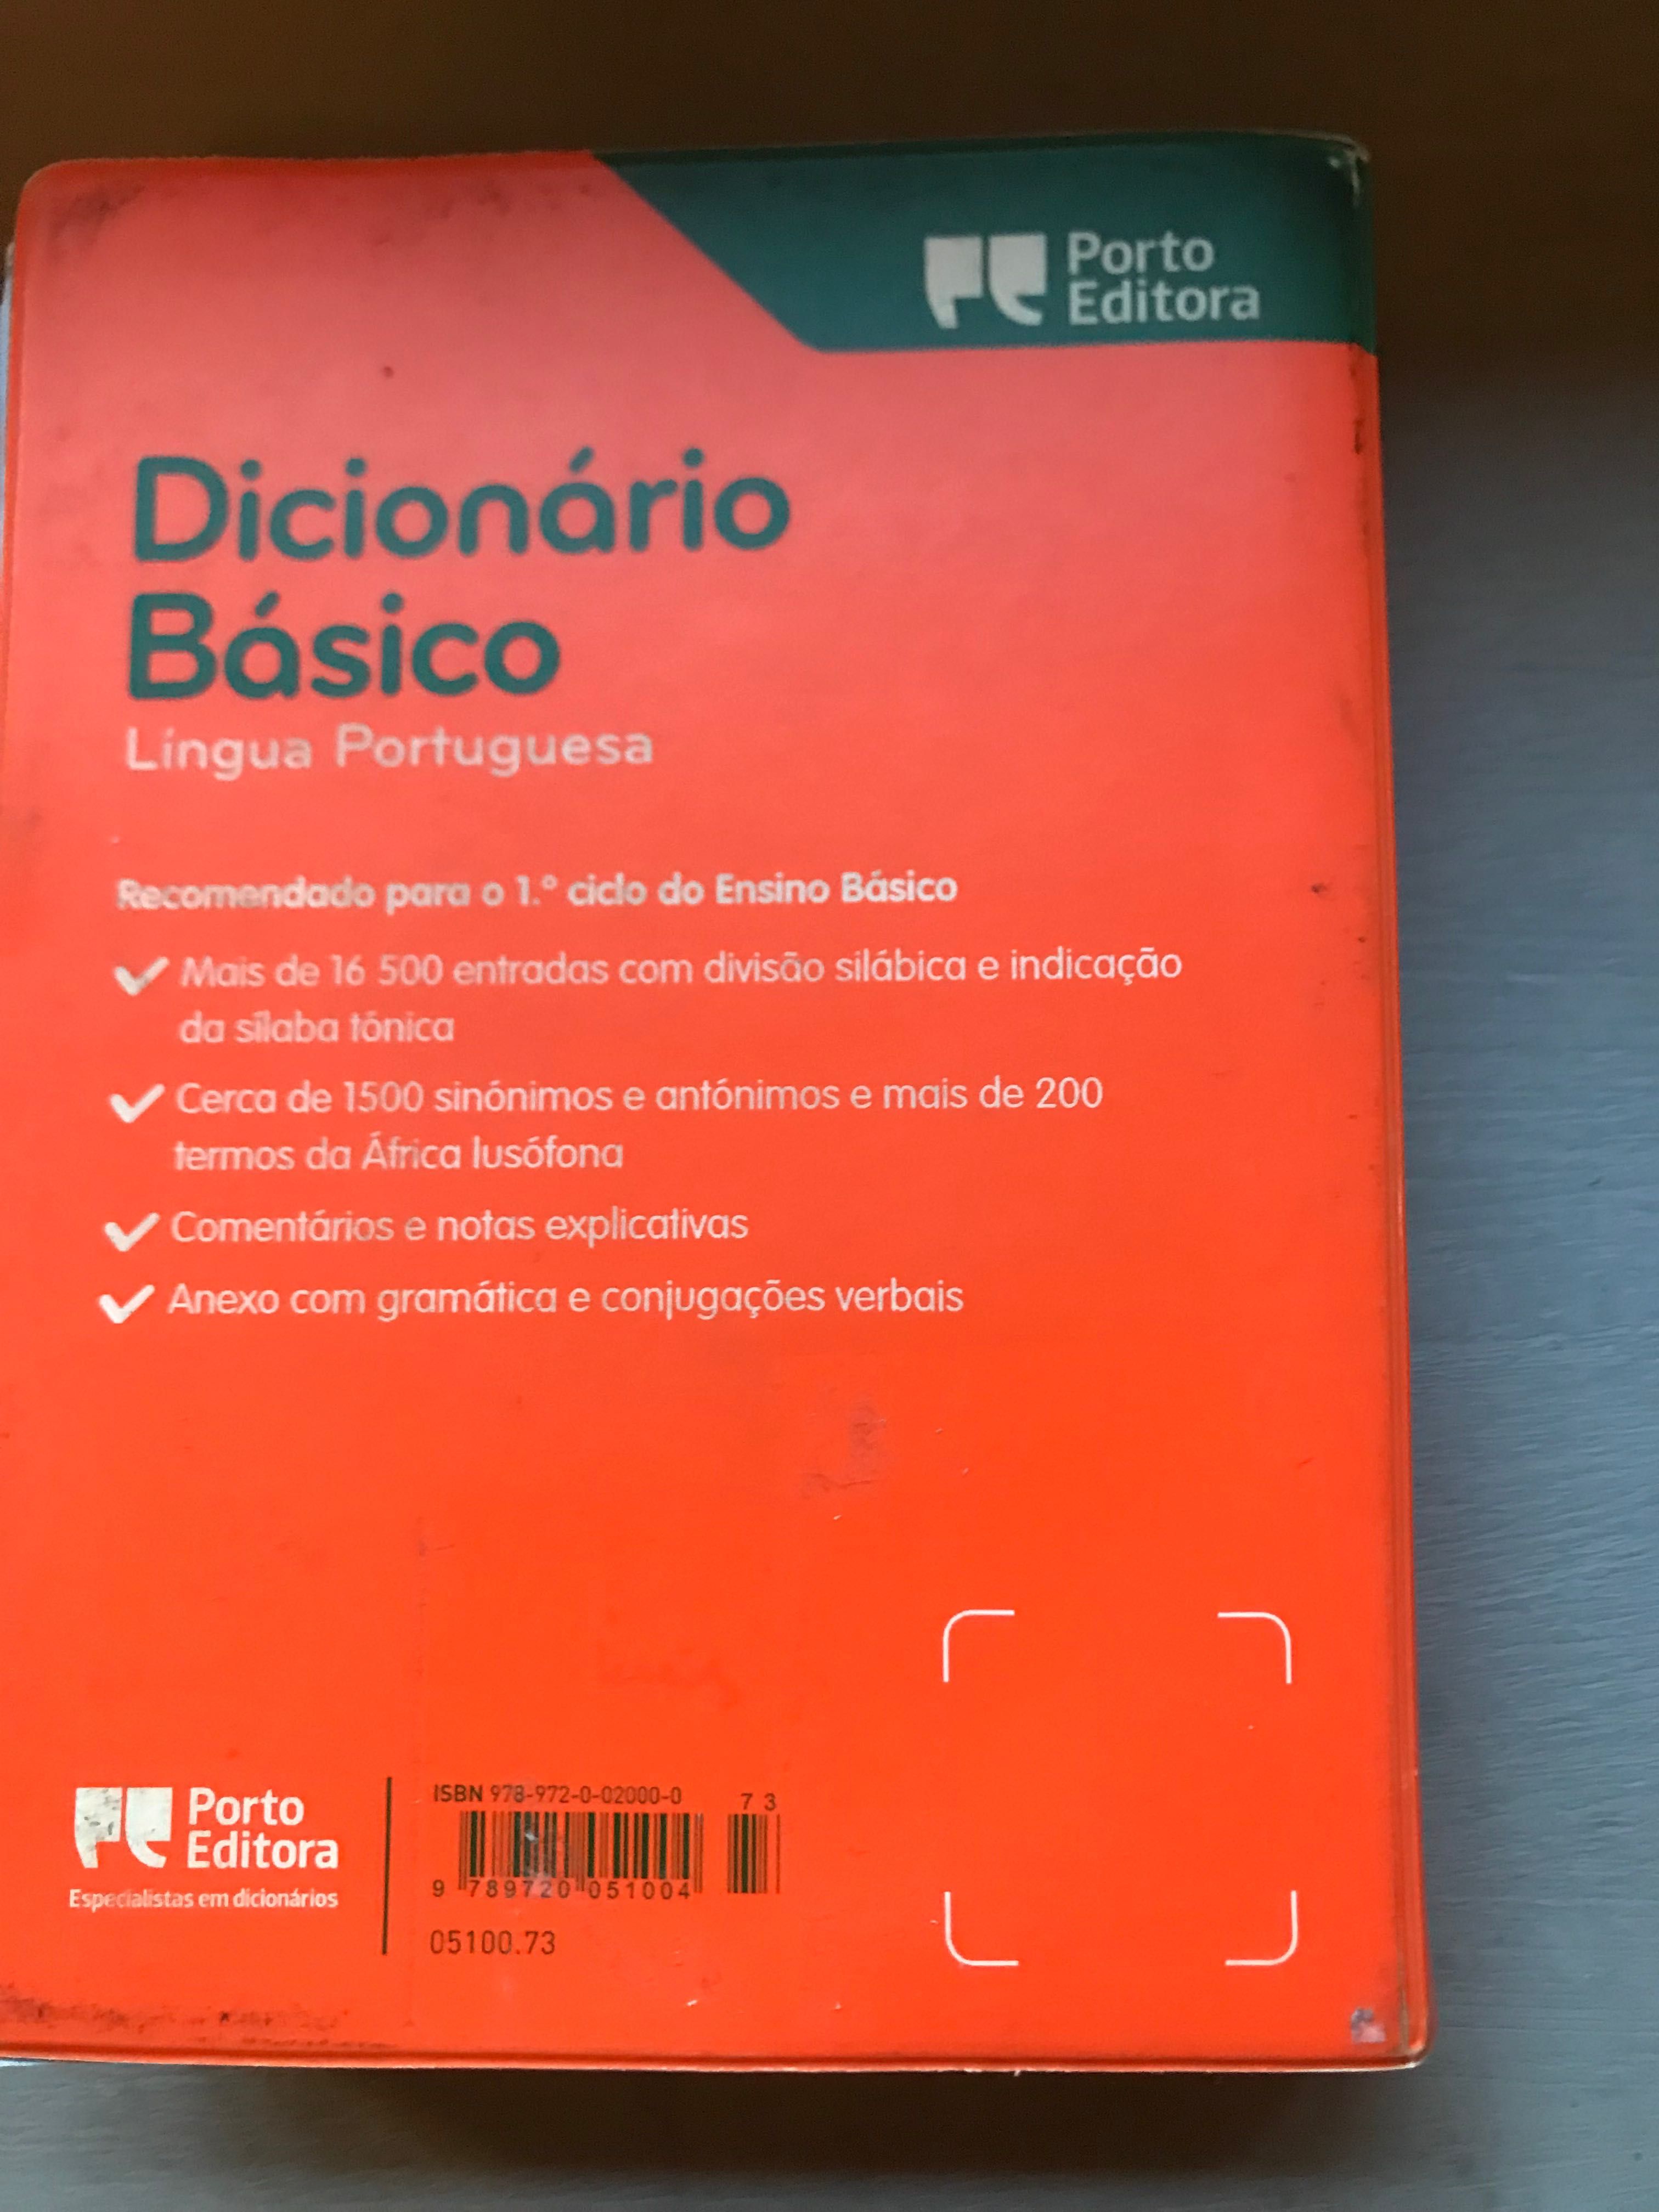 Porto
Editora
Dicionário
Básico
Língua Portuguesa
Recomendado para o 1.º ciclo do Ensino Básico
Mais de 16 500 entradas com divisão silábica e indicação
da sílaba tónica
Cerca de 1500 sinónimos e antónimos e mais de 200
termos da África lusófona
Comentários e notas explicativas
Anexo com gramática e conjugações verbais
Porto
Editora
Especialistas em dicionários
ISBN 978-972-0-02000-0
7 3
9 789720 051004
05100.73